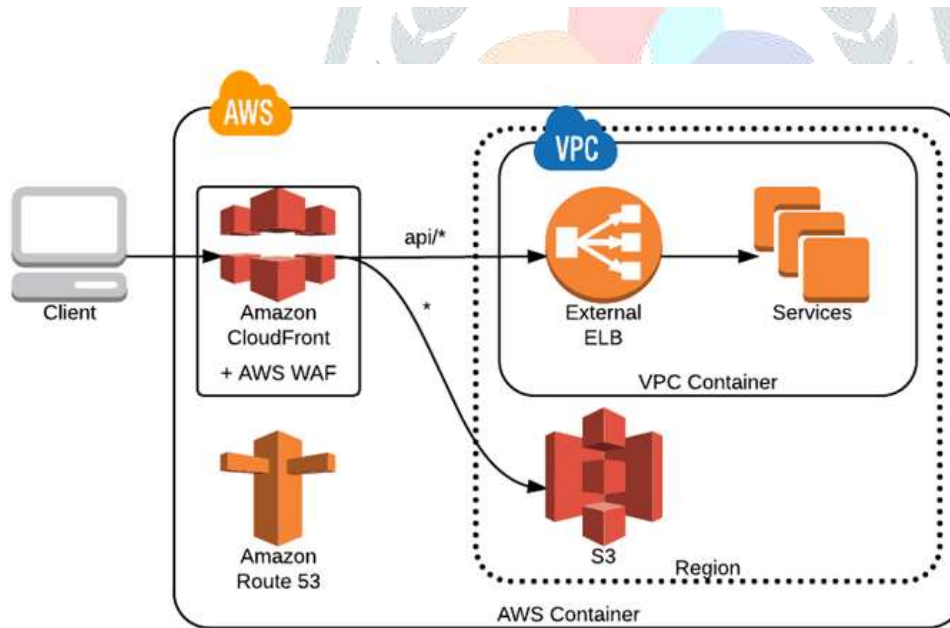 AWS
VPC
api/*
*
Client
Amazon
CloudFront
+ AWS WAF
External
ELB
Services
VPC Container
Amazon
Route 53
S3
Region
AWS Container